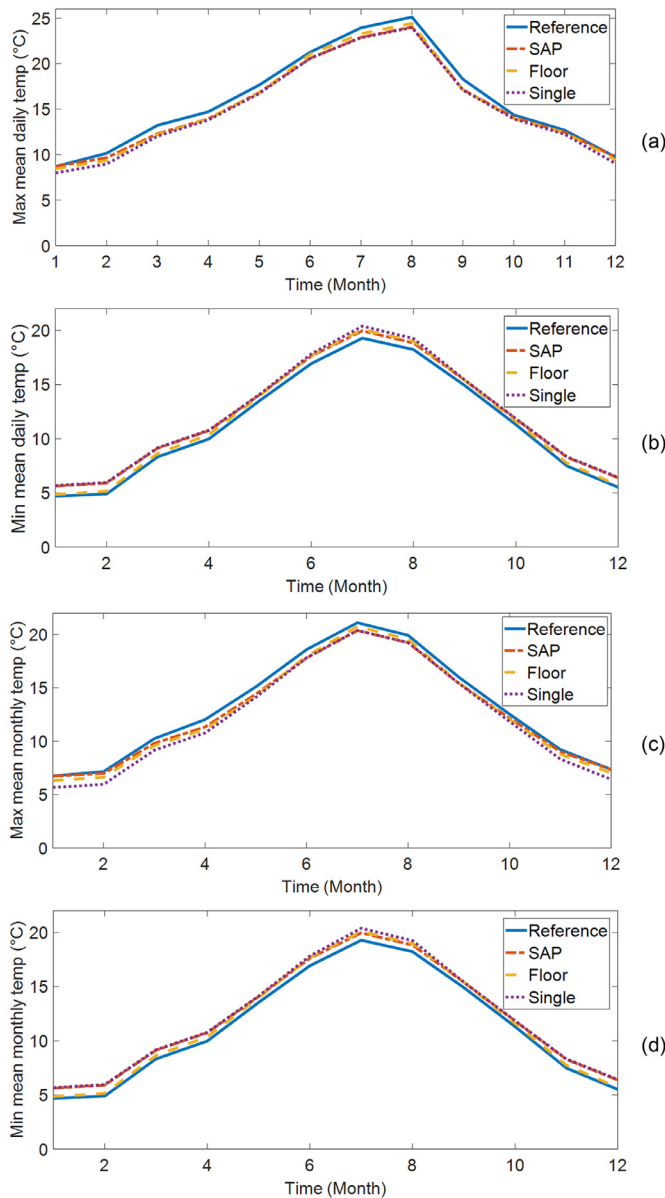 25
20
15
10
5
0
Max mean daily temp (°C)
Reference
SAP
Floor
Single
(a)
1 2 3 4 5 6 7 8 9 10 11 12
Time (Month)
20
15
10
5
0
Min mean daily temp (°C)
Reference
SAP
Floor
Single
(b)
2 4 6 8 10 12
Time (Month)
20
15
10
5
0
Max mean monthly temp (°C)
Reference
SAP
Floor
Single
(c)
2 4 6 8 10 12
Time (Month)
20
15
10
5
0
Min mean monthly temp (°C)
Reference
SAP
Floor
Single
(d)
2 4 6 8 10 12
Time (Month)